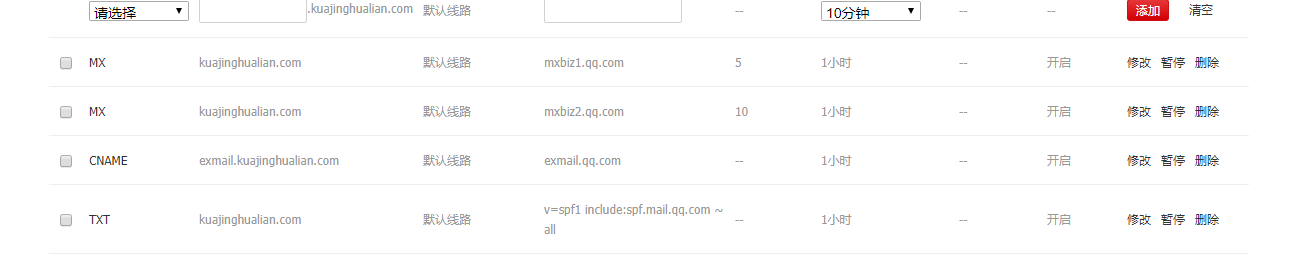 请选择 .kuajinghualian.com 默认线路 -- 10分钟 -- -- 添加 清空
MX kuajinghualian.com 默认线路 mxbiz1.qq.com 5 1小时 -- 开启 修改 暂停 删除
MX kuajinghualian.com 默认线路 mxbiz2.qq.com 10 1小时 -- 开启 修改 暂停 删除
CNAME exmail.kuajinghualian.com 默认线路 exmail.qq.com -- 1小时 -- 开启 修改 暂停 删除
TXT kuajinghualian.com 默认线路 v=spf1 include:spf.mail.qq.com ~ -- 1小时 -- 开启 修改 暂停 删除
all